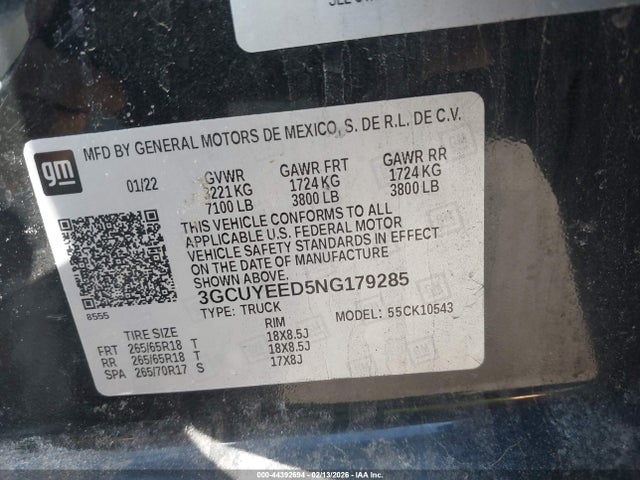 MFD BY GENERAL MOTORS DE MEXICO, S. DE R.L. DE C.V.
gm
01/22 GVWR GAWR FRT GAWR RR
3221 KG 1724 KG 1724 KG
7100 LB 3800 LB 3800 LB
THIS VEHICLE CONFORMS TO ALL
APPLICABLE U.S. FEDERAL MOTOR
VEHICLE SAFETY STANDARDS IN EFFECT
ON THE DATE OF MANUFACTURE
SHOWN ABOVE.
8555
3GCUYEED5NG179285
TYPE: TRUCK MODEL: 55CK10543
TIRE SIZE RIM
FRT 265/65R18 T 18X8.5J
RR 265/65R18 T 18X8.5J
SPA 265/70R17 S 17X8J
000-44392694 - 02/13/2026 - Copyright © IAA, Inc.